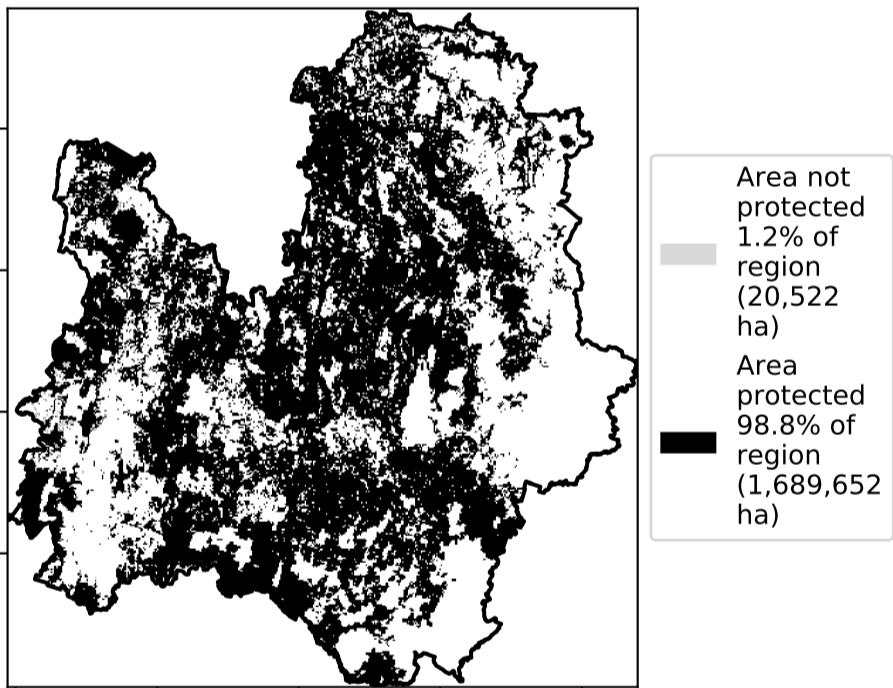 Area not
protected
1.2% of
region
(20,522
ha)
Area
protected
98.8% of
region
(1,689,652
ha)